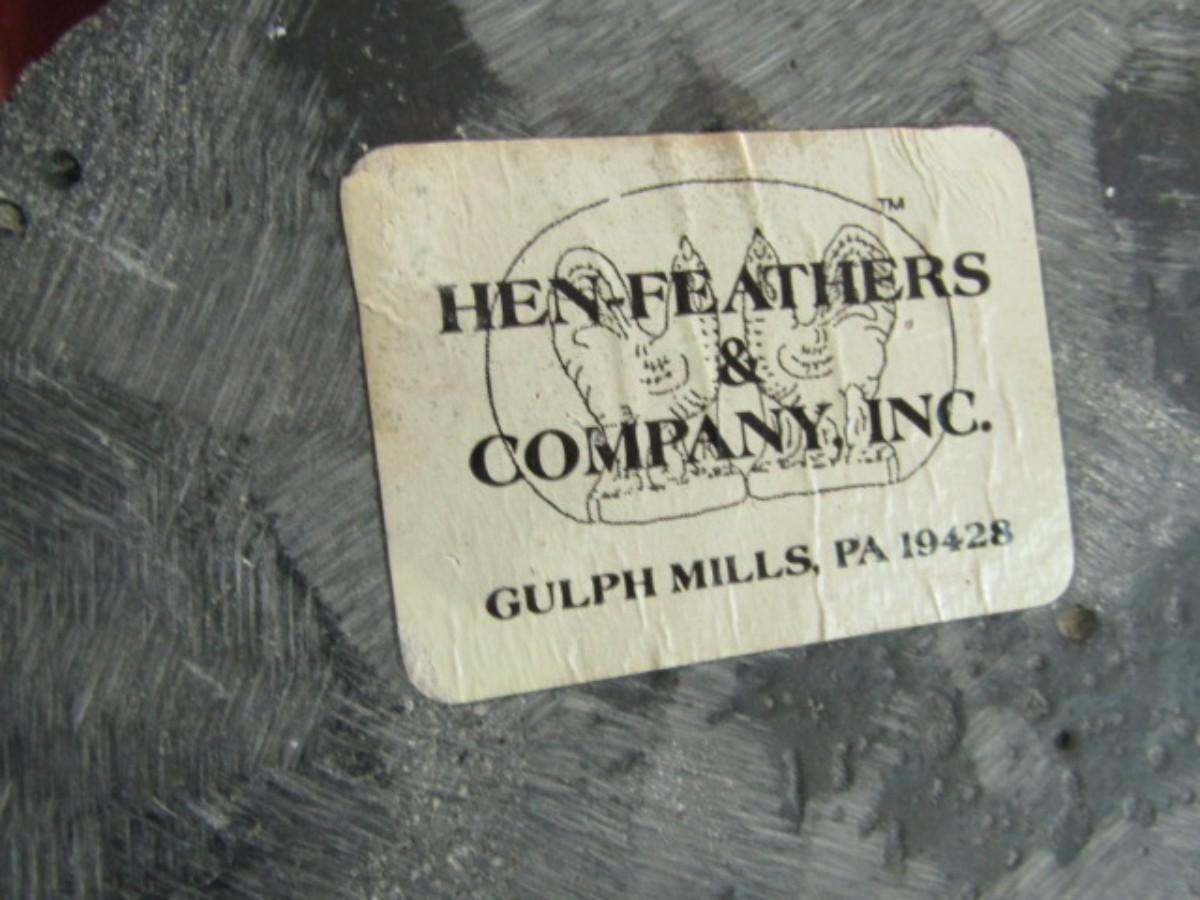 TM
HEN-FEATHERS
&
COMPANY, INC.
GULPH MILLS, PA 19428